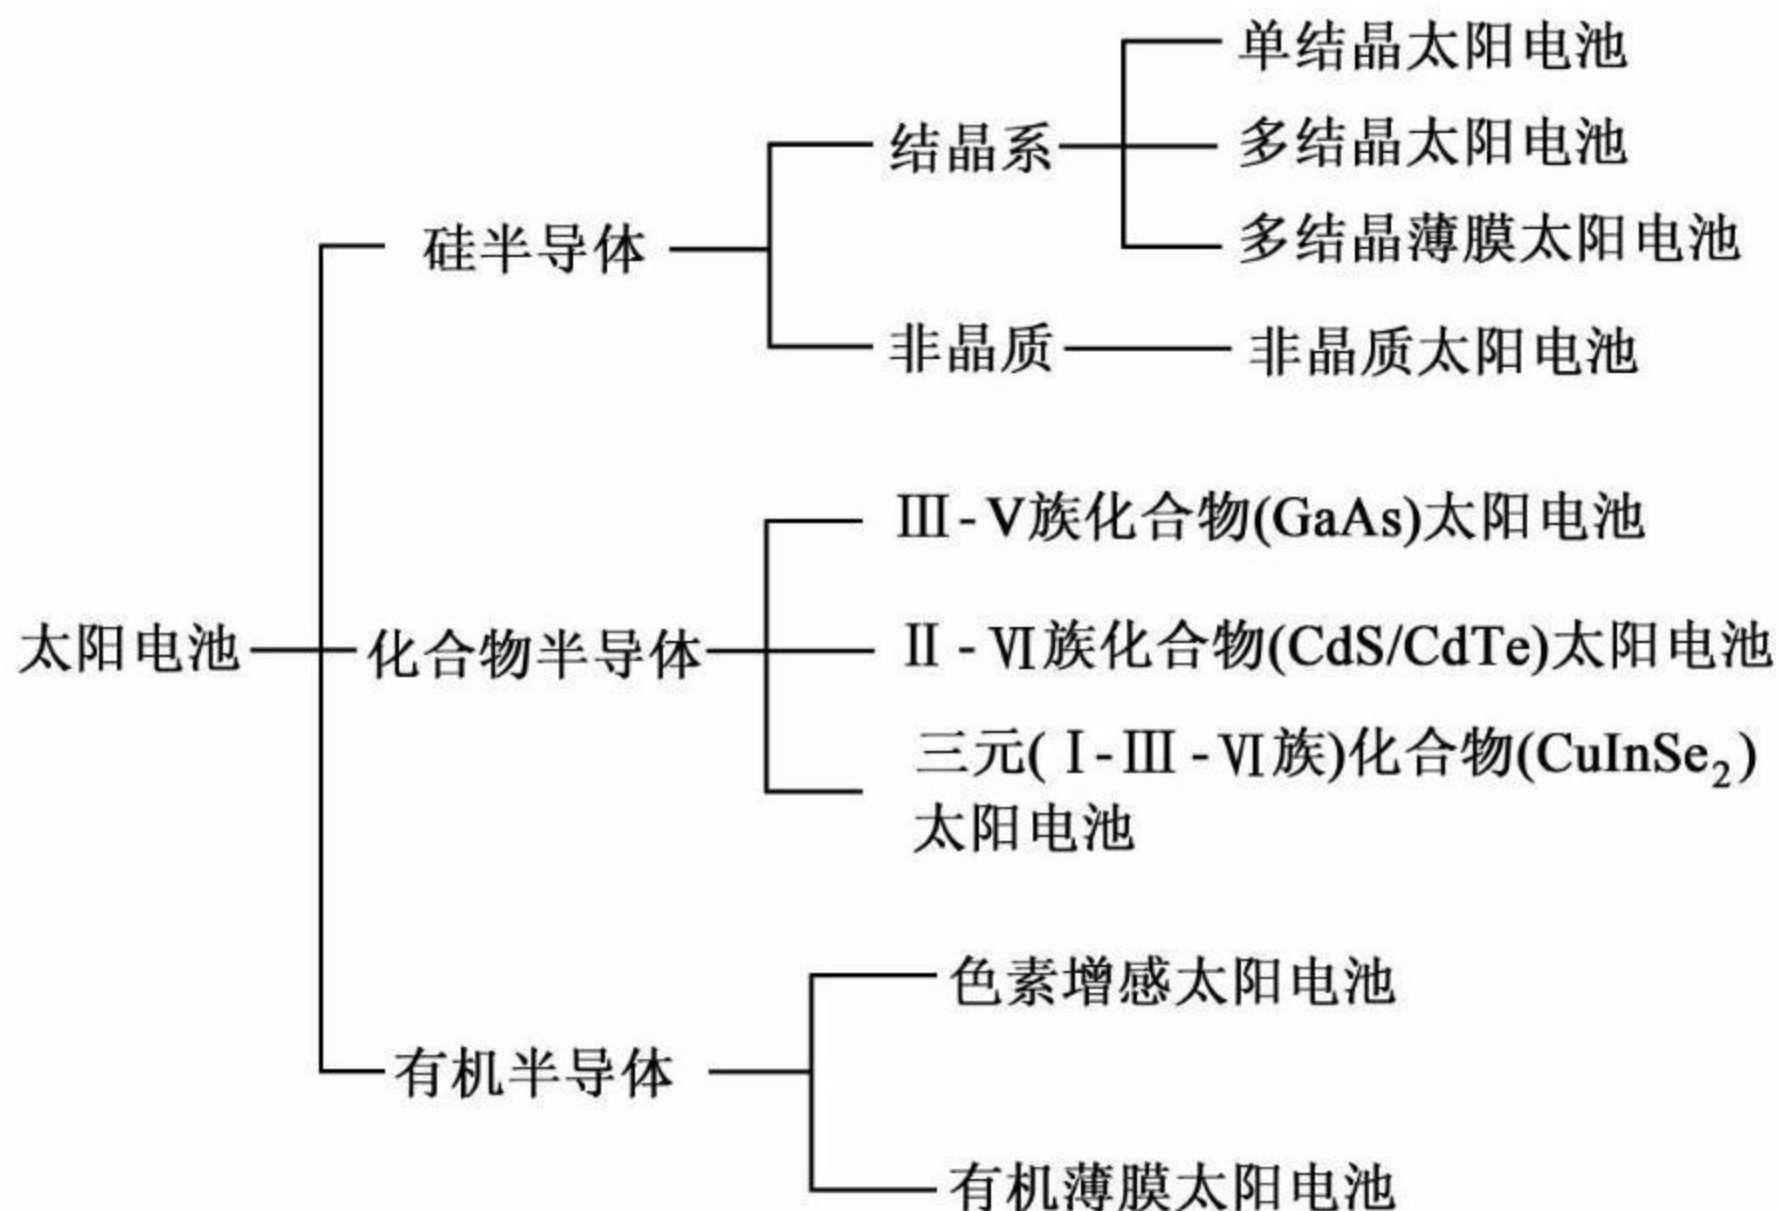 单结晶太阳电池
结晶系
多结晶太阳电池
硅半导体
多结晶薄膜太阳电池
非晶质
非晶质太阳电池
Ⅲ-Ⅴ族化合物(GaAs)太阳电池
太阳电池
化合物半导体
Ⅱ-Ⅵ族化合物(CdS/CdTe)太阳电池
三元(Ⅰ-Ⅲ-Ⅵ族)化合物(CuInSe₂)
太阳电池
色素增感太阳电池
有机半导体
有机薄膜太阳电池